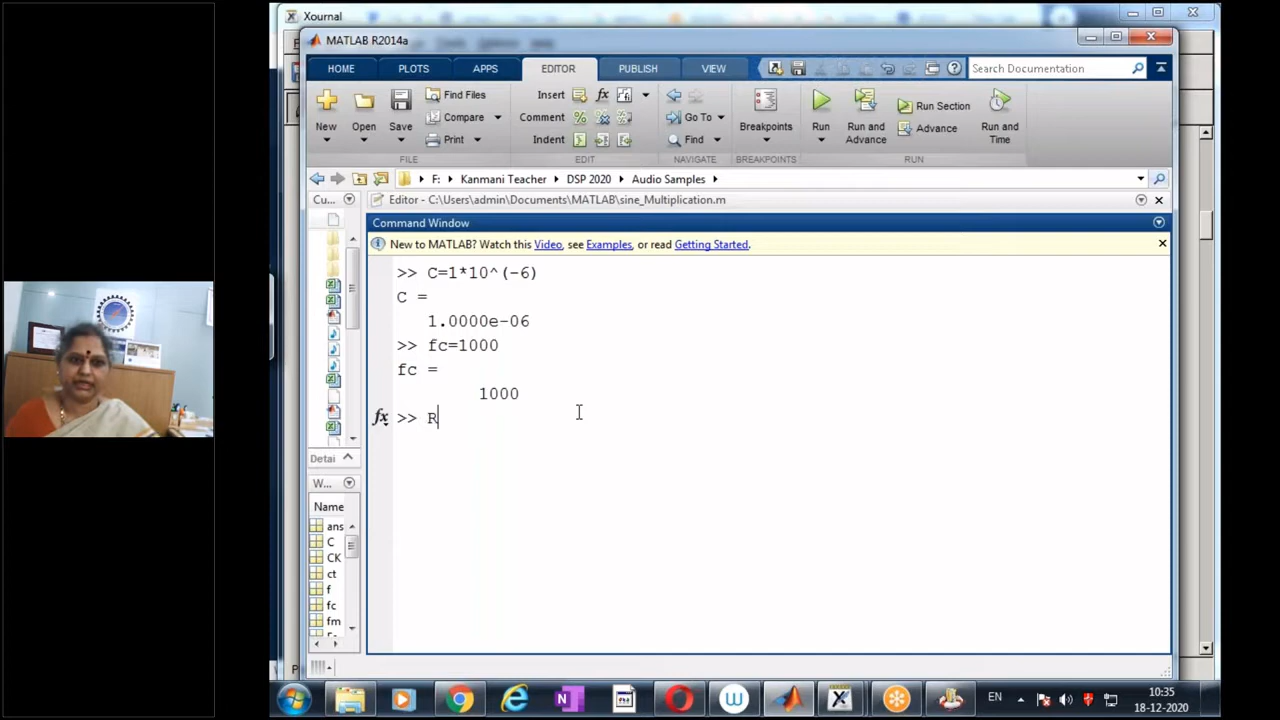 Xournal
MATLAB R2014a
HOME PLOTS APPS EDITOR PUBLISH VIEW Search Documentation
New Open Save Find Files Compare Print Insert Comment Indent Go To Find Breakpoints Run Run and Advance Run Section Advance Run and Time
FILE EDIT NAVIGATE BREAKPOINTS RUN
F: Kanmani Teacher DSP 2020 Audio Samples
Cu... Editor - C:\Users\admin\Documents\MATLAB\sine_Multiplication.m
Command Window
New to MATLAB? Watch this Video, see Examples, or read Getting Started.
>> C=1*10^(-6)
C =
1.0000e-06
>> fc=1000
fc =
1000
fx >> R
Detai
W...
Name
ans
C
CK
ct
f
fc
fm
EN
10:35
18-12-2020